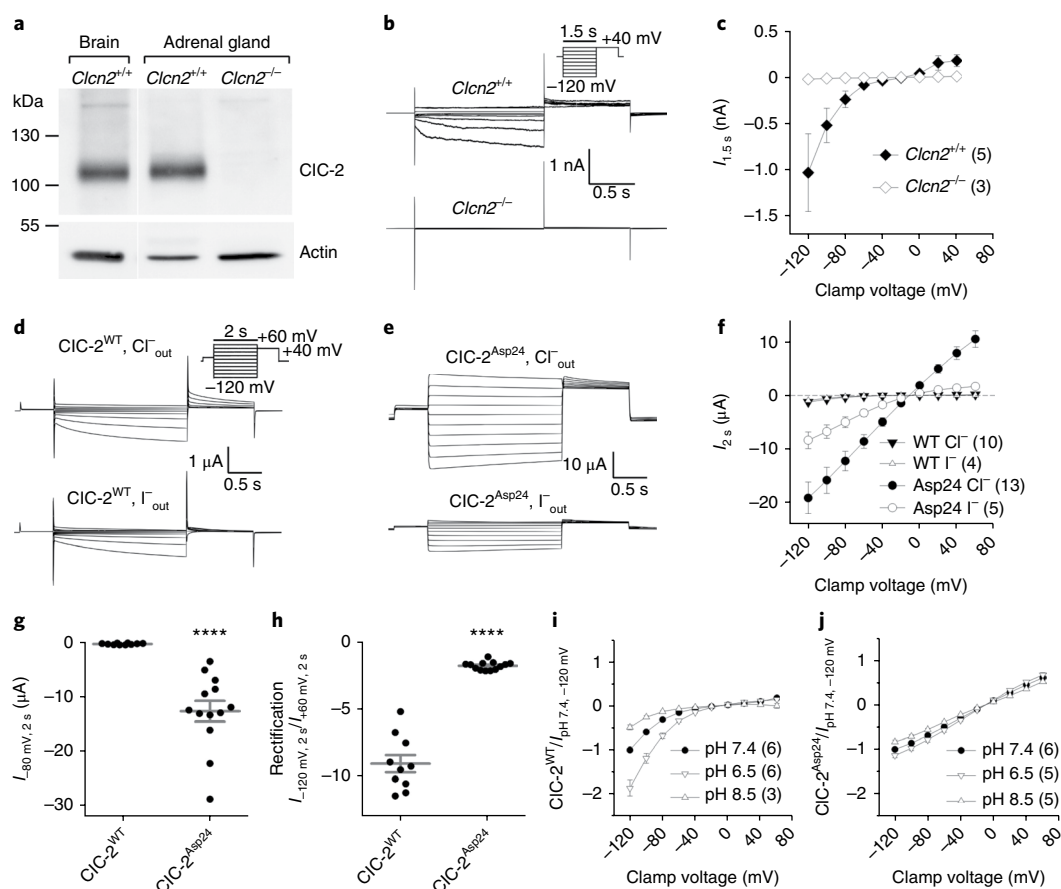 a
Brain
Adrenal gland
Clcn2+/+
Clcn2+/+
Clcn2−/−
kDa
130
100
55
ClC-2
Actin
b
1.5 s
+40 mV
−120 mV
Clcn2+/+
1 nA
0.5 s
Clcn2−/−
c
0.5
0
−0.5
−1.0
−1.5
I1.5 s (nA)
Clcn2+/+ (5)
Clcn2−/− (3)
−120
−80
−40
0
40
80
Clamp voltage (mV)
d
2 s
+60 mV
+40 mV
−120 mV
ClC-2WT, Cl−out
1 μA
0.5 s
ClC-2WT, I−out
e
ClC-2Asp24, Cl−out
10 μA
0.5 s
ClC-2Asp24, I−out
f
10
0
−10
−20
I2 s (μA)
WT Cl− (10)
WT I− (4)
Asp24 Cl− (13)
Asp24 I− (5)
−120
−80
−40
0
40
80
Clamp voltage (mV)
g
0
−10
−20
−30
I−80 mV, 2 s (μA)
****
ClC-2WT
ClC-2Asp24
h
0
−5
−10
Rectification
I−120 mV, 2 s/I+60 mV, 2 s
****
ClC-2WT
ClC-2Asp24
i
1
0
−1
−2
ClC-2WT/IpH 7.4, −120 mV
pH 7.4 (6)
pH 6.5 (6)
pH 8.5 (3)
−120
−80
−40
0
40
80
Clamp voltage (mV)
j
1
0
−1
−2
ClC-2Asp24/IpH 7.4, −120 mV
pH 7.4 (6)
pH 6.5 (5)
pH 8.5 (5)
−120
−80
−40
0
40
80
Clamp voltage (mV)